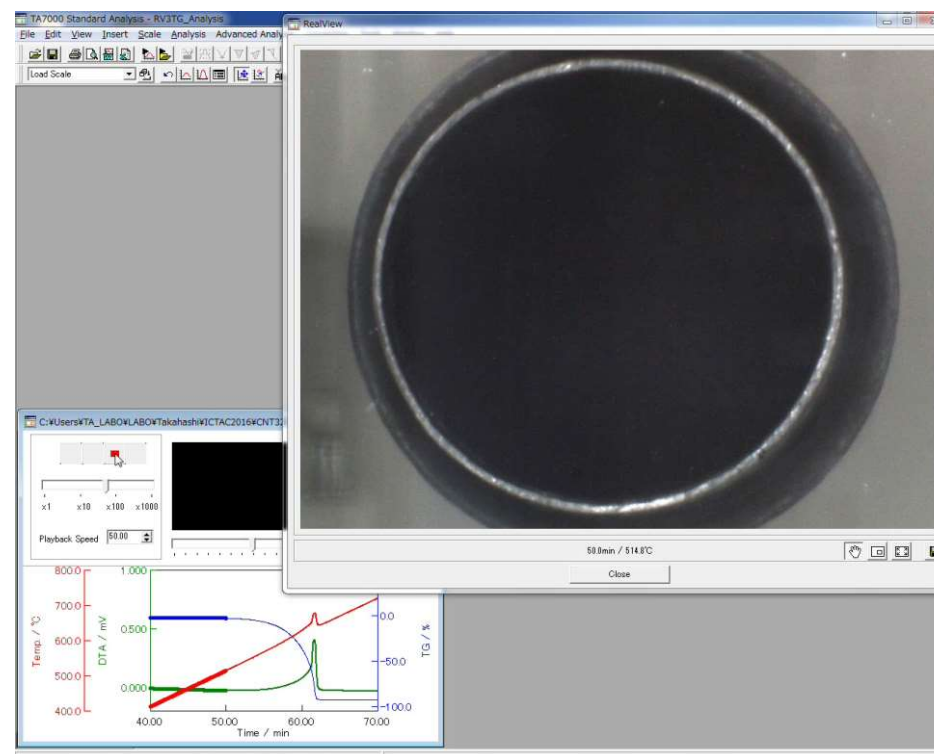 TA7000 Standard Analysis - RV3TG_Analysis
RealView
File Edit View Insert Scale Analysis Advanced Analy
Load Scale
C:¥Users¥TA_LABO¥LABO¥Takahashi¥ICTAC2016¥CNT32
x1 x10 x100 x1000
Playback Speed 50.00
50.0min / 514.8℃
Close
800.0
700.0
600.0
500.0
400.0
Temp. / ℃
1.000
0.500
0.000
DTA / mV
0.0
-50.0
-100.0
TG / %
40.00 50.00 60.00 70.00
Time / min